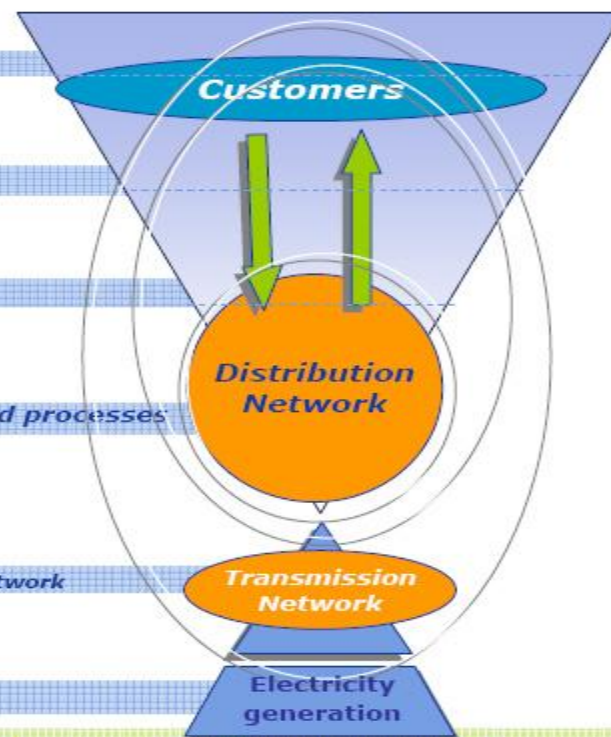 Customers
Distribution
Network
d processes
twork
Transmission
Network
Electricity
generation